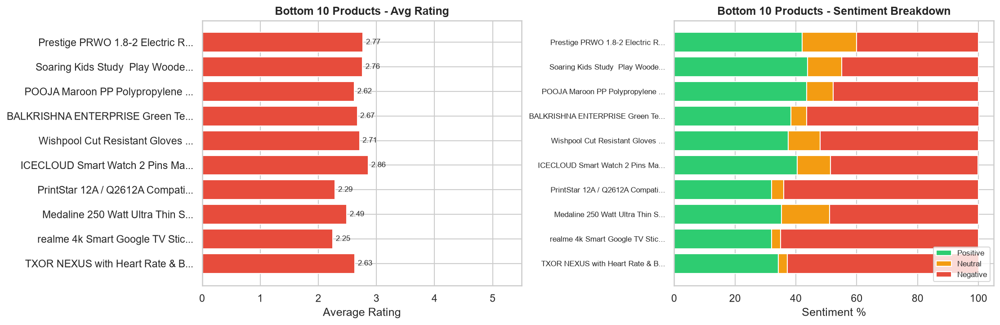 Bottom 10 Products - Avg Rating
Prestige PRWO 1.8-2 Electric R...
2.77
Soaring Kids Study  Play Woode...
2.76
POOJA Maroon PP Polypropylene ...
2.62
BALKRISHNA ENTERPRISE Green Te...
2.67
Wishpool Cut Resistant Gloves ...
2.71
ICECLOUD Smart Watch 2 Pins Ma...
2.86
PrintStar 12A / Q2612A Compati...
2.29
Medaline 250 Watt Ultra Thin S...
2.49
realme 4k Smart Google TV Stic...
2.25
TXOR NEXUS with Heart Rate & B...
2.63
0 1 2 3 4 5
Average Rating
Bottom 10 Products - Sentiment Breakdown
Prestige PRWO 1.8-2 Electric R...
Soaring Kids Study  Play Woode...
POOJA Maroon PP Polypropylene ...
BALKRISHNA ENTERPRISE Green Te...
Wishpool Cut Resistant Gloves ...
ICECLOUD Smart Watch 2 Pins Ma...
PrintStar 12A / Q2612A Compati...
Medaline 250 Watt Ultra Thin S...
realme 4k Smart Google TV Stic...
TXOR NEXUS with Heart Rate & B...
Positive
Neutral
Negative
0 20 40 60 80 100
Sentiment %